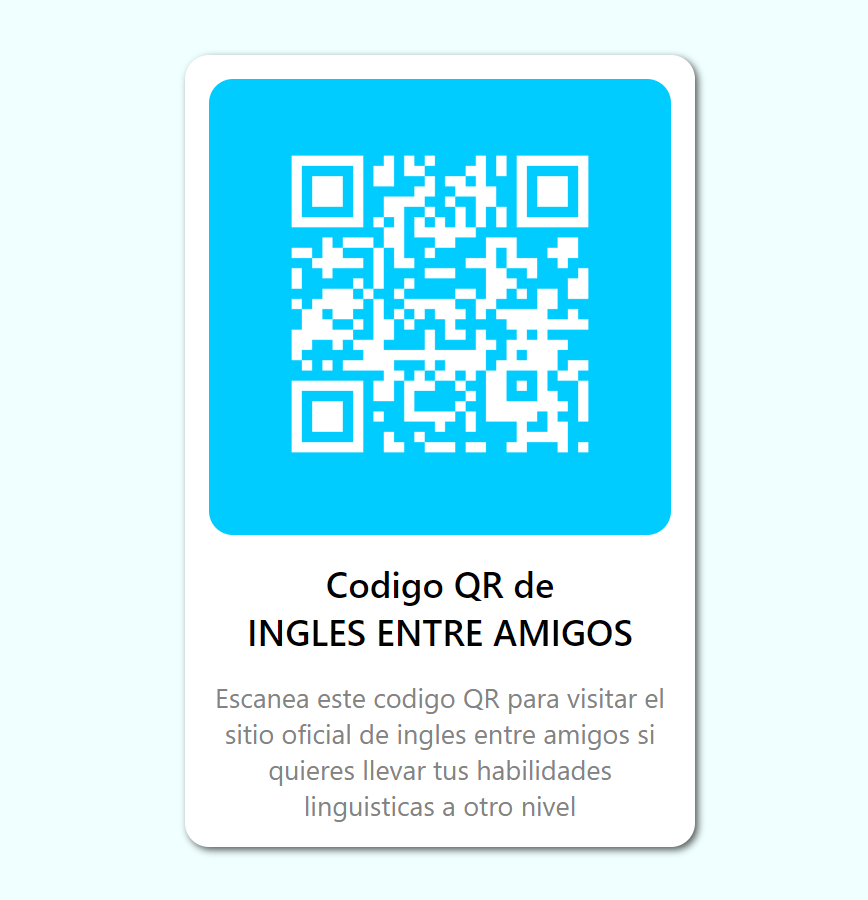 Codigo QR de
INGLES ENTRE AMIGOS
Escanea este codigo QR para visitar el
sitio oficial de ingles entre amigos si
quieres llevar tus habilidades
linguisticas a otro nivel